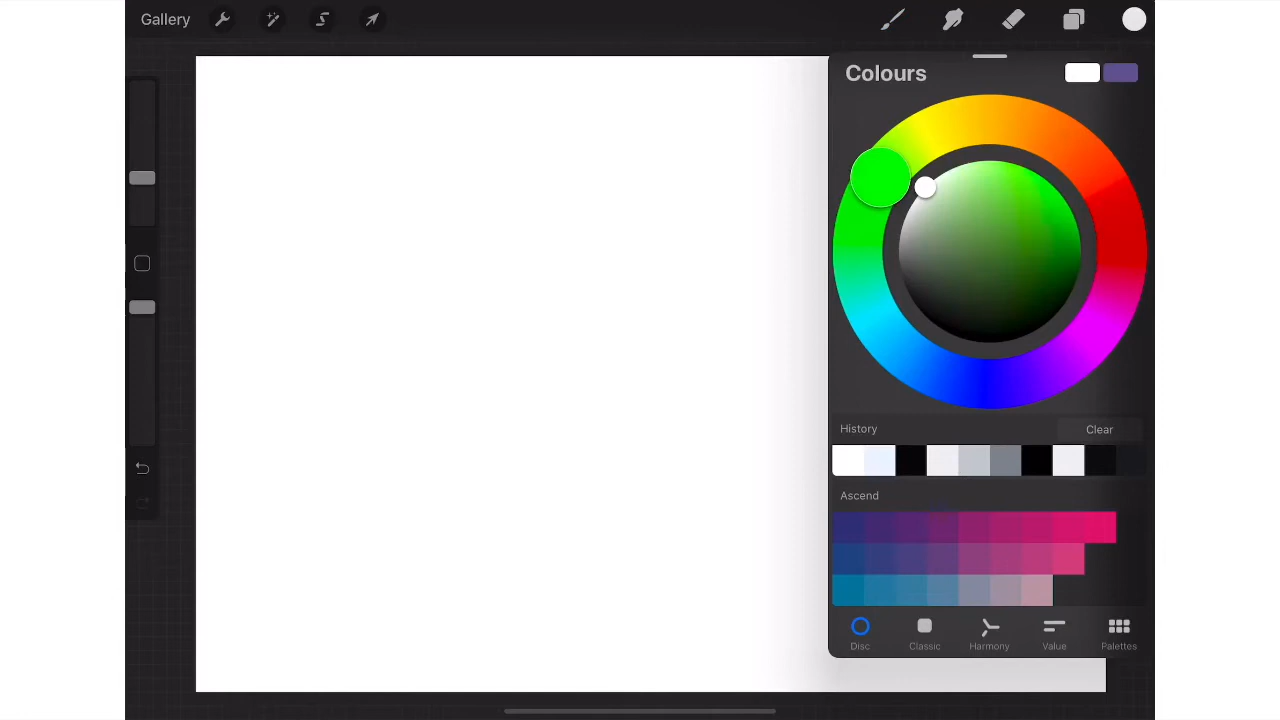 Gallery
Colours
History
Clear
Ascend
Disc
Classic
Harmony
Value
Palettes